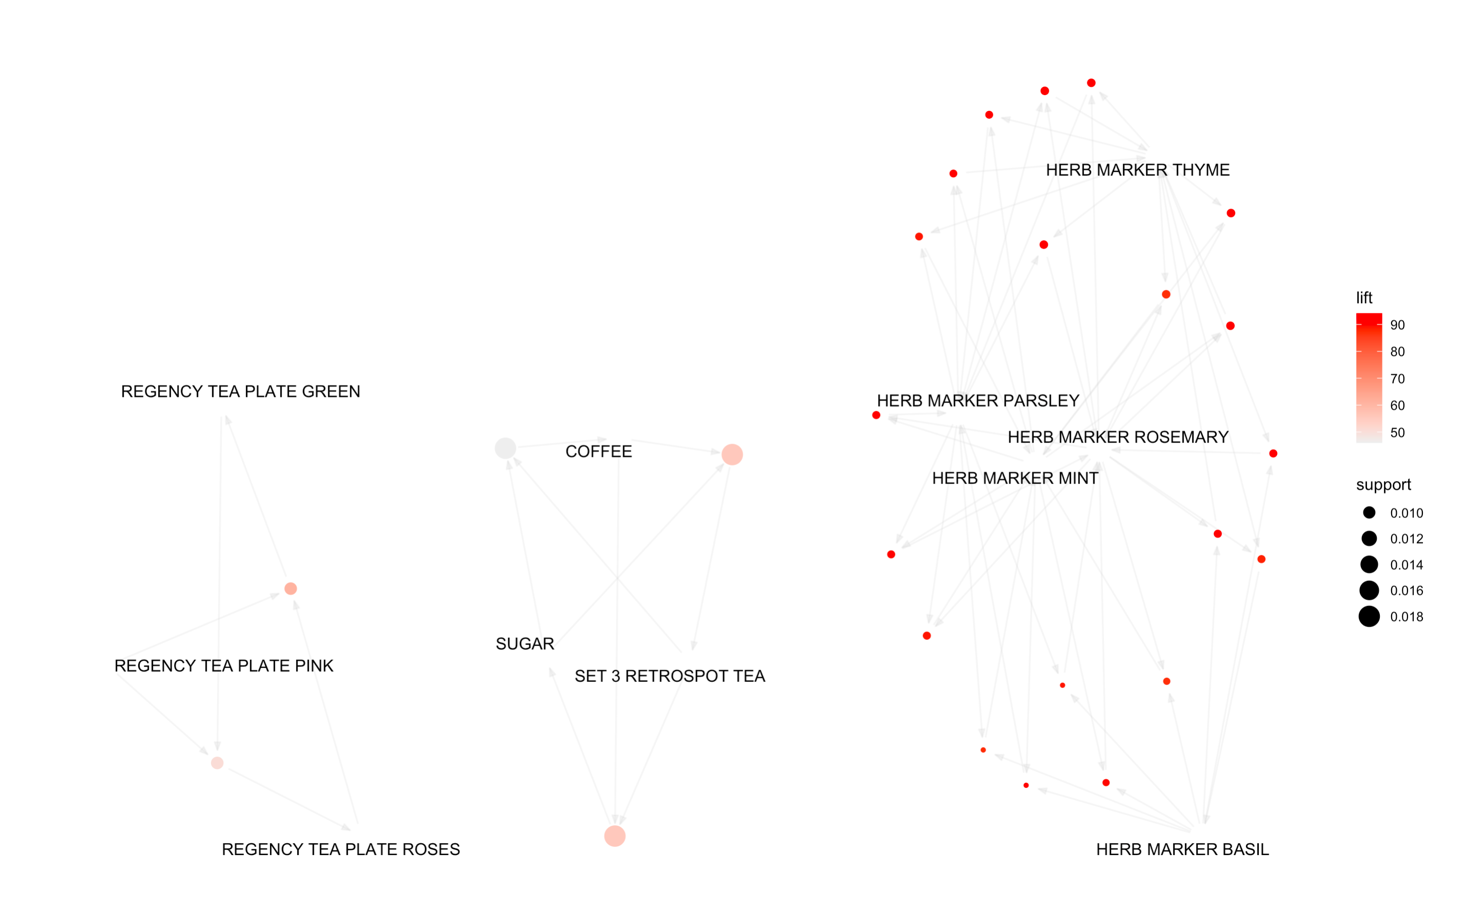 HERB MARKER THYME
lift
90
80
70
60
50
REGENCY TEA PLATE GREEN
HERB MARKER PARSLEY
HERB MARKER ROSEMARY
COFFEE
HERB MARKER MINT
support
0.010
0.012
0.014
0.016
0.018
SUGAR
REGENCY TEA PLATE PINK
SET 3 RETROSPOT TEA
REGENCY TEA PLATE ROSES
HERB MARKER BASIL